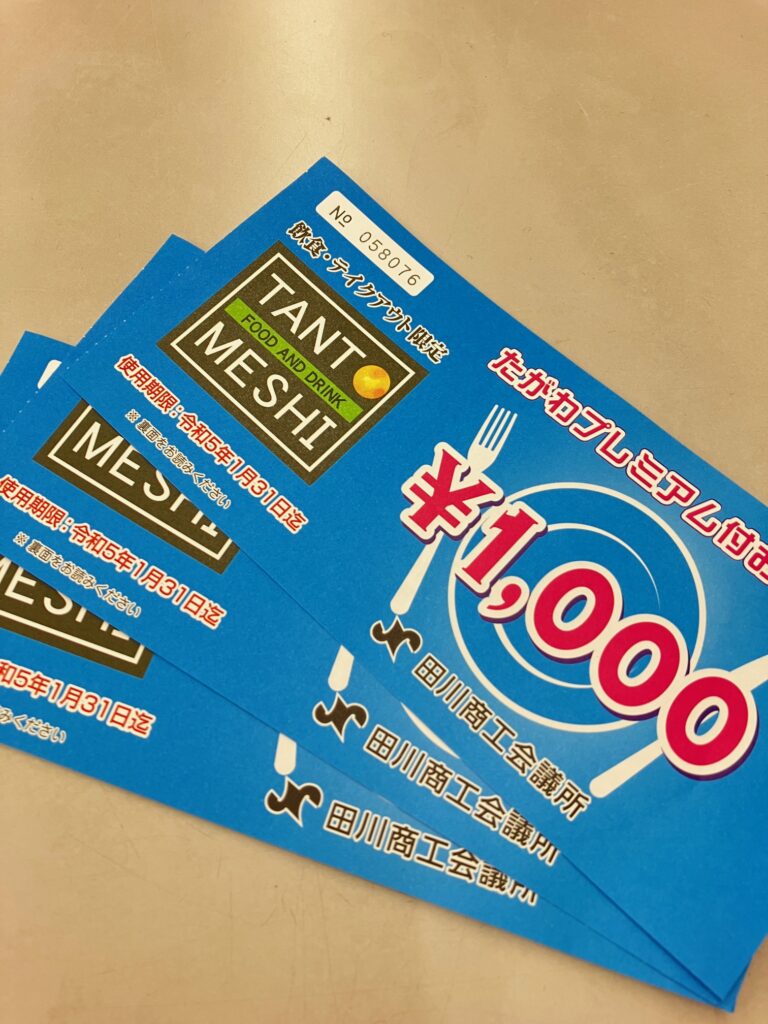 № 058076
飲食・テイクアウト限定
TANTO
FOOD AND DRINK
MESHI
使用期限：令和5年1月31日迄
※裏面をお読みください
たがわプレミアム付お
¥1,000
田川商工会議所
MESHI
使用期限：令和5年1月31日迄
※裏面をお読みください
田川商工会議所
MESHI
令和5年1月31日迄
読みください
田川商工会議所